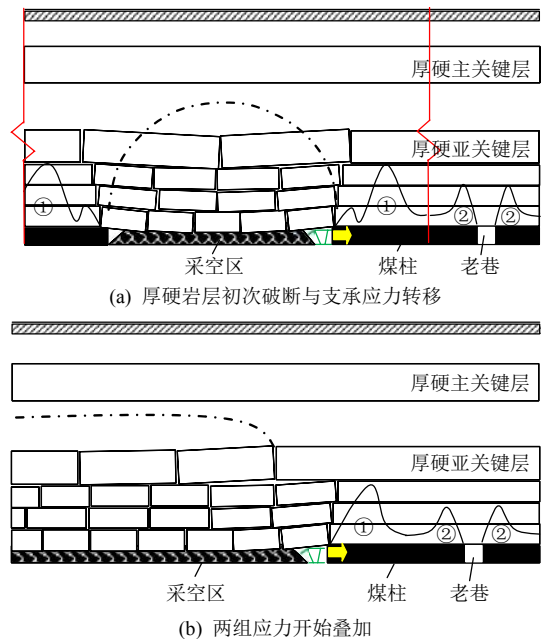 厚硬主关键层
厚硬亚关键层
①
①
②
②
采空区
煤柱
老巷
(a) 厚硬岩层初次破断与支承应力转移
厚硬主关键层
厚硬亚关键层
①
②
②
采空区
煤柱
老巷
(b) 两组应力开始叠加